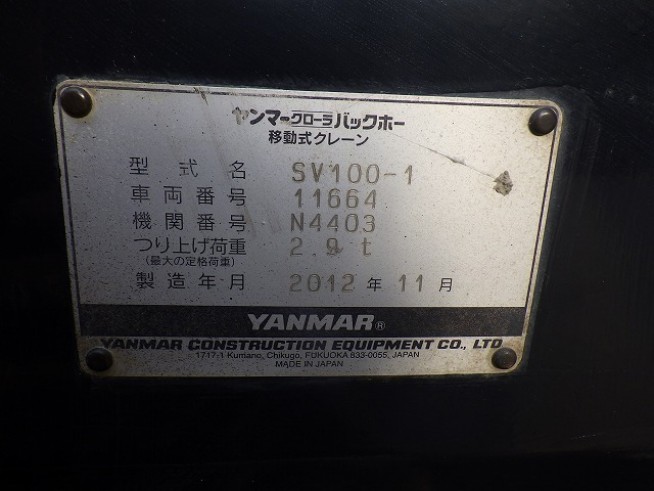 ヤンマークローラバックホー
移動式クレーン
型式名 SV100-1
車両番号 11664
機関番号 N4403
つり上げ荷重 2.9 t
(最大の定格荷重)
製造年月 2012 年 11 月
YANMAR®
YANMAR CONSTRUCTION EQUIPMENT CO., LTD
1717-1 Kumano, Chikugo, FUKUOKA 833-0055, JAPAN
MADE IN JAPAN